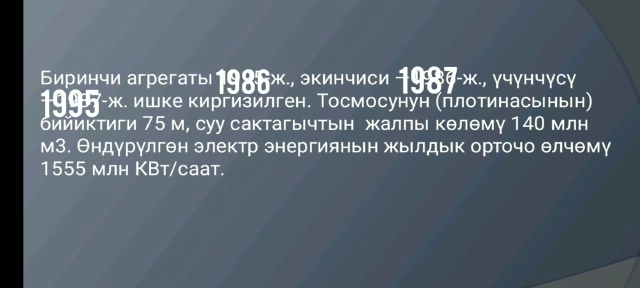 Биринчи агрегаты 1986 -ж., экинчиси – 1987 -ж., үчүнчүсү
1995 -ж. ишке киргизилген. Тосмосунун (плотинасынын)
бийиктиги 75 м, суу сактагычтын жалпы көлөмү 140 млн
м3. Өндүрүлгөн электр энергиянын жылдык орточо өлчөмү
1555 млн КВт/саат.